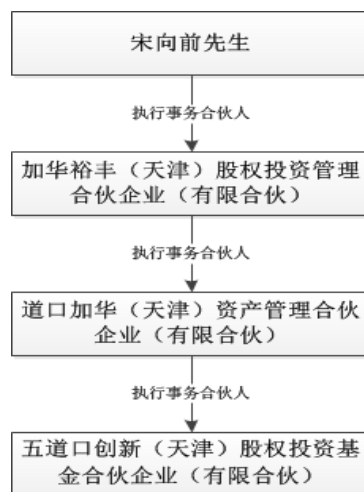 宋向前先生
执行事务合伙人
加华裕丰（天津）股权投资管理
合伙企业（有限合伙）
执行事务合伙人
道口加华（天津）资产管理合伙
企业（有限合伙）
执行事务合伙人
五道口创新（天津）股权投资基
金合伙企业（有限合伙）